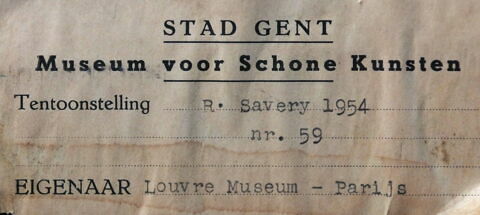 STAD GENT
Museum voor Schone Kunsten
Tentoonstelling R. Savery 1954
nr. 59
EIGENAAR Louvre Museum - Parijs